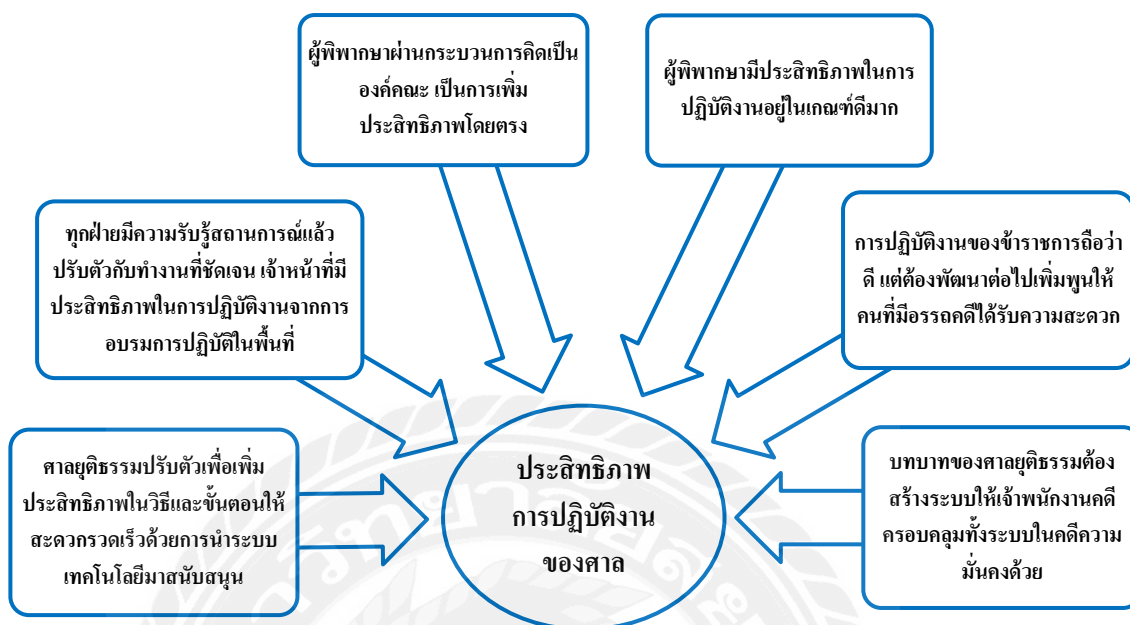 ผู้พิพากษาผ่านกระบวนการคิดเป็น
องค์คณะ เป็นการเพิ่ม
ประสิทธิภาพโดยตรง
ผู้พิพากษามีประสิทธิภาพในการ
ปฏิบัติงานอยู่ในเกณฑ์ดีมาก
ทุกฝ่ายมีความรับรู้สถานการณ์แล้ว
ปรับตัวกับทำงานที่ชัดเจน เจ้าหน้าที่มี
ประสิทธิภาพในการปฏิบัติงานจากการ
อบรมการปฏิบัติในพื้นที่
การปฏิบัติงานของข้าราชการถือว่า
ดี แต่ต้องพัฒนาต่อไปเพิ่มพูนให้
คนที่มีอรรถคดีได้รับความสะดวก
ศาลยุติธรรมปรับตัวเพื่อเพิ่ม
ประสิทธิภาพในวิธีและขั้นตอนให้
สะดวกรวดเร็วด้วยการนำระบบ
เทคโนโลยีมาสนับสนุน
ประสิทธิภาพ
การปฏิบัติงาน
ของศาล
บทบาทของศาลยุติธรรมต้อง
สร้างระบบให้เจ้าพนักงานคดี
ครอบคลุมทั้งระบบในคดีความ
มั่นคงด้วย